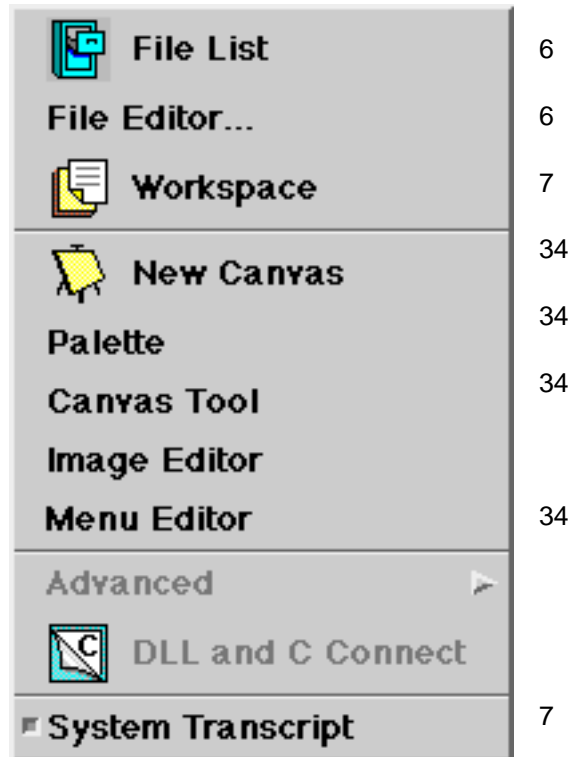 File List 6
File Editor... 6
Workspace 7
New Canvas 34
Palette 34
Canvas Tool 34
Image Editor
Menu Editor 34
Advanced
C DLL and C Connect
System Transcript 7